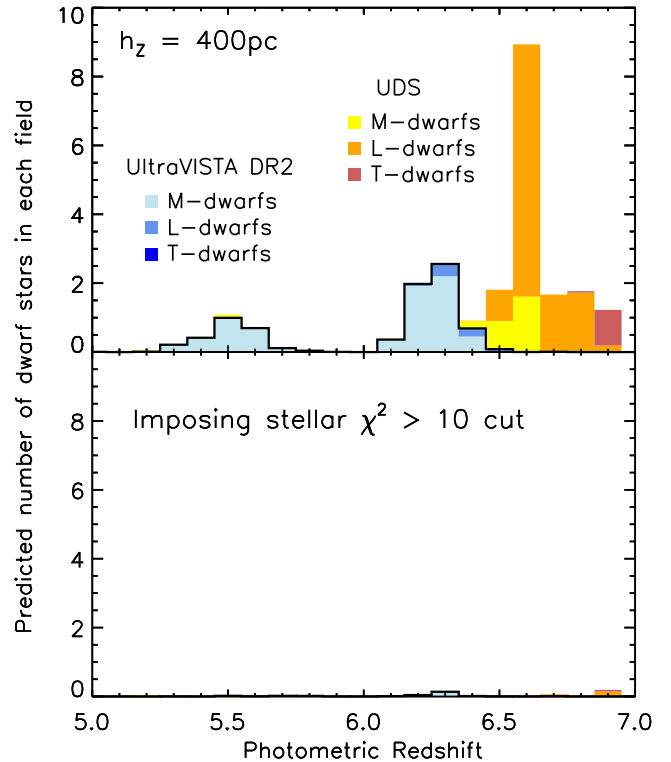 h_z = 400pc
UDS
M-dwarfs
L-dwarfs
T-dwarfs
UltraVISTA DR2
M-dwarfs
L-dwarfs
T-dwarfs
10
8
6
4
2
0
Imposing stellar χ² > 10 cut
8
6
4
2
0
5.0 5.5 6.0 6.5 7.0
Photometric Redshift
Predicted number of dwarf stars in each field